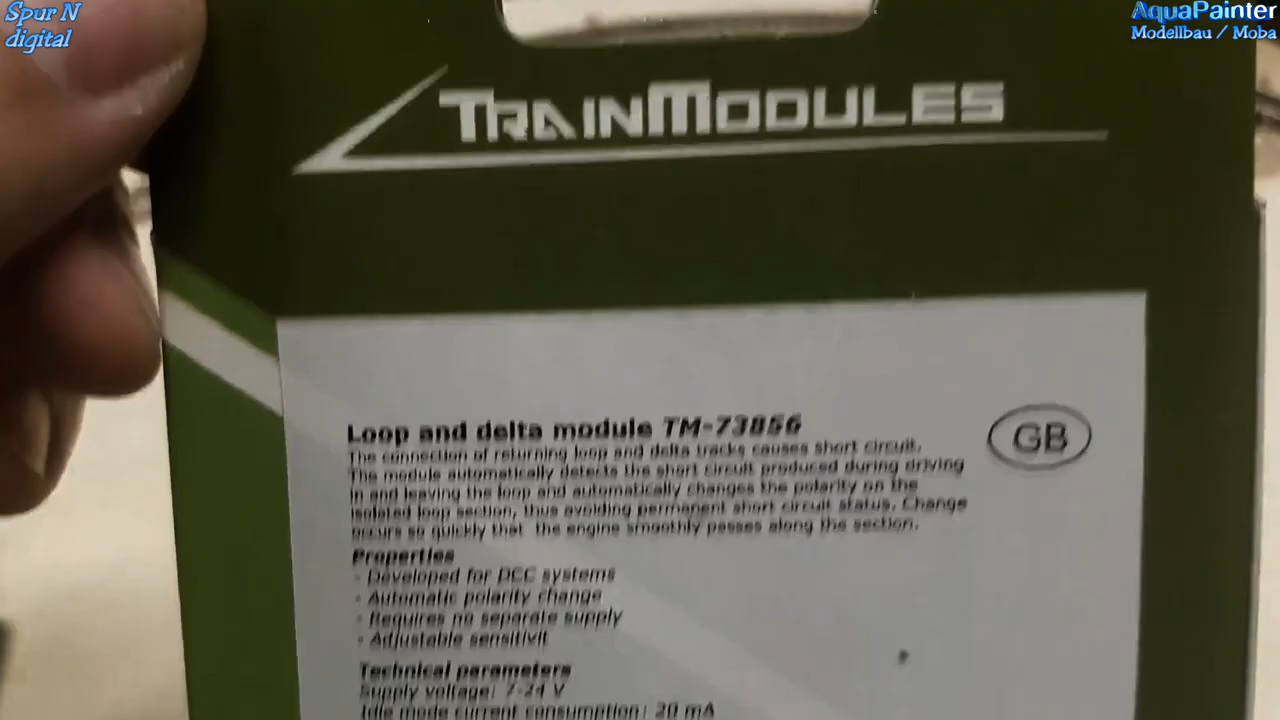 Spur N
digital
AquaPainter
Modellbau / Moba
TRAINMODULES
Loop and delta module TM-73856
GB
The connection of returning loop and delta tracks causes short circuit.
The module automatically detects the short circuit produced during driving
in and leaving the loop and automatically changes the polarity on the
isolated loop section, thus avoiding permanent short circuit status. Change
occurs so quickly that the engine smoothly passes along the section.
Properties
- Developed for DCC systems
- Automatic polarity change
- Requires no separate supply
- Adjustable sensitivit
Technical parameters
Supply voltage: 7-24 V
Idle mode current consumption: 20 mA